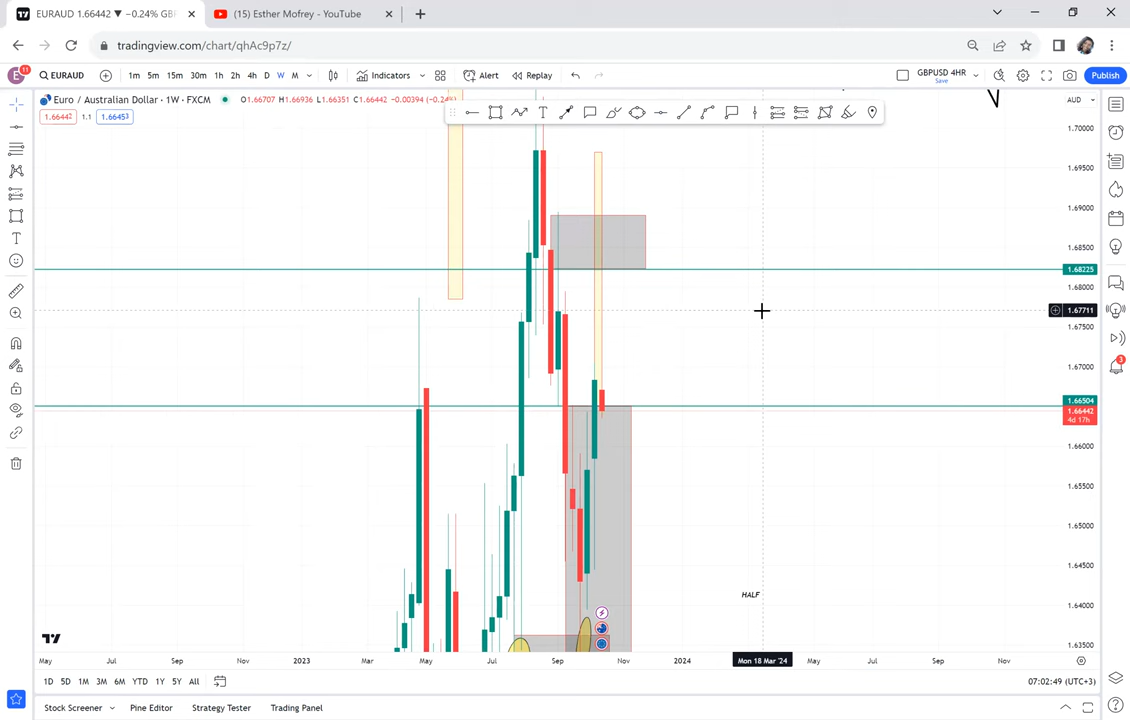 EURAUD 1.66442 ▼ −0.24% GBP
(15) Esther Mofrey - YouTube
tradingview.com/chart/qhAc9p7z/
E 11 EURAUD 1m 5m 15m 30m 1h 2h 4h D W M Indicators Alert Replay GBPUSD 4HR Save Publish
Euro / Australian Dollar · 1W · FXCM O1.66707 H1.66936 L1.66351 C1.66442 −0.00394 (−0.24%) AUD
1.66442 1.1 1.66453
1.70000
1.69500
1.69000
1.68500
1.68225
1.68000
1.67711
1.67500
1.67000
1.66504
1.66442
4d 17h
1.66000
1.65500
1.65000
1.64500
HALF
1.64000
1.63500
May Jul Sep Nov 2023 Mar May Jul Sep Nov 2024 Mon 18 Mar '24 May Jul Sep Nov
1D 5D 1M 3M 6M YTD 1Y 5Y All 07:02:49 (UTC+3)
Stock Screener Pine Editor Strategy Tester Trading Panel
3